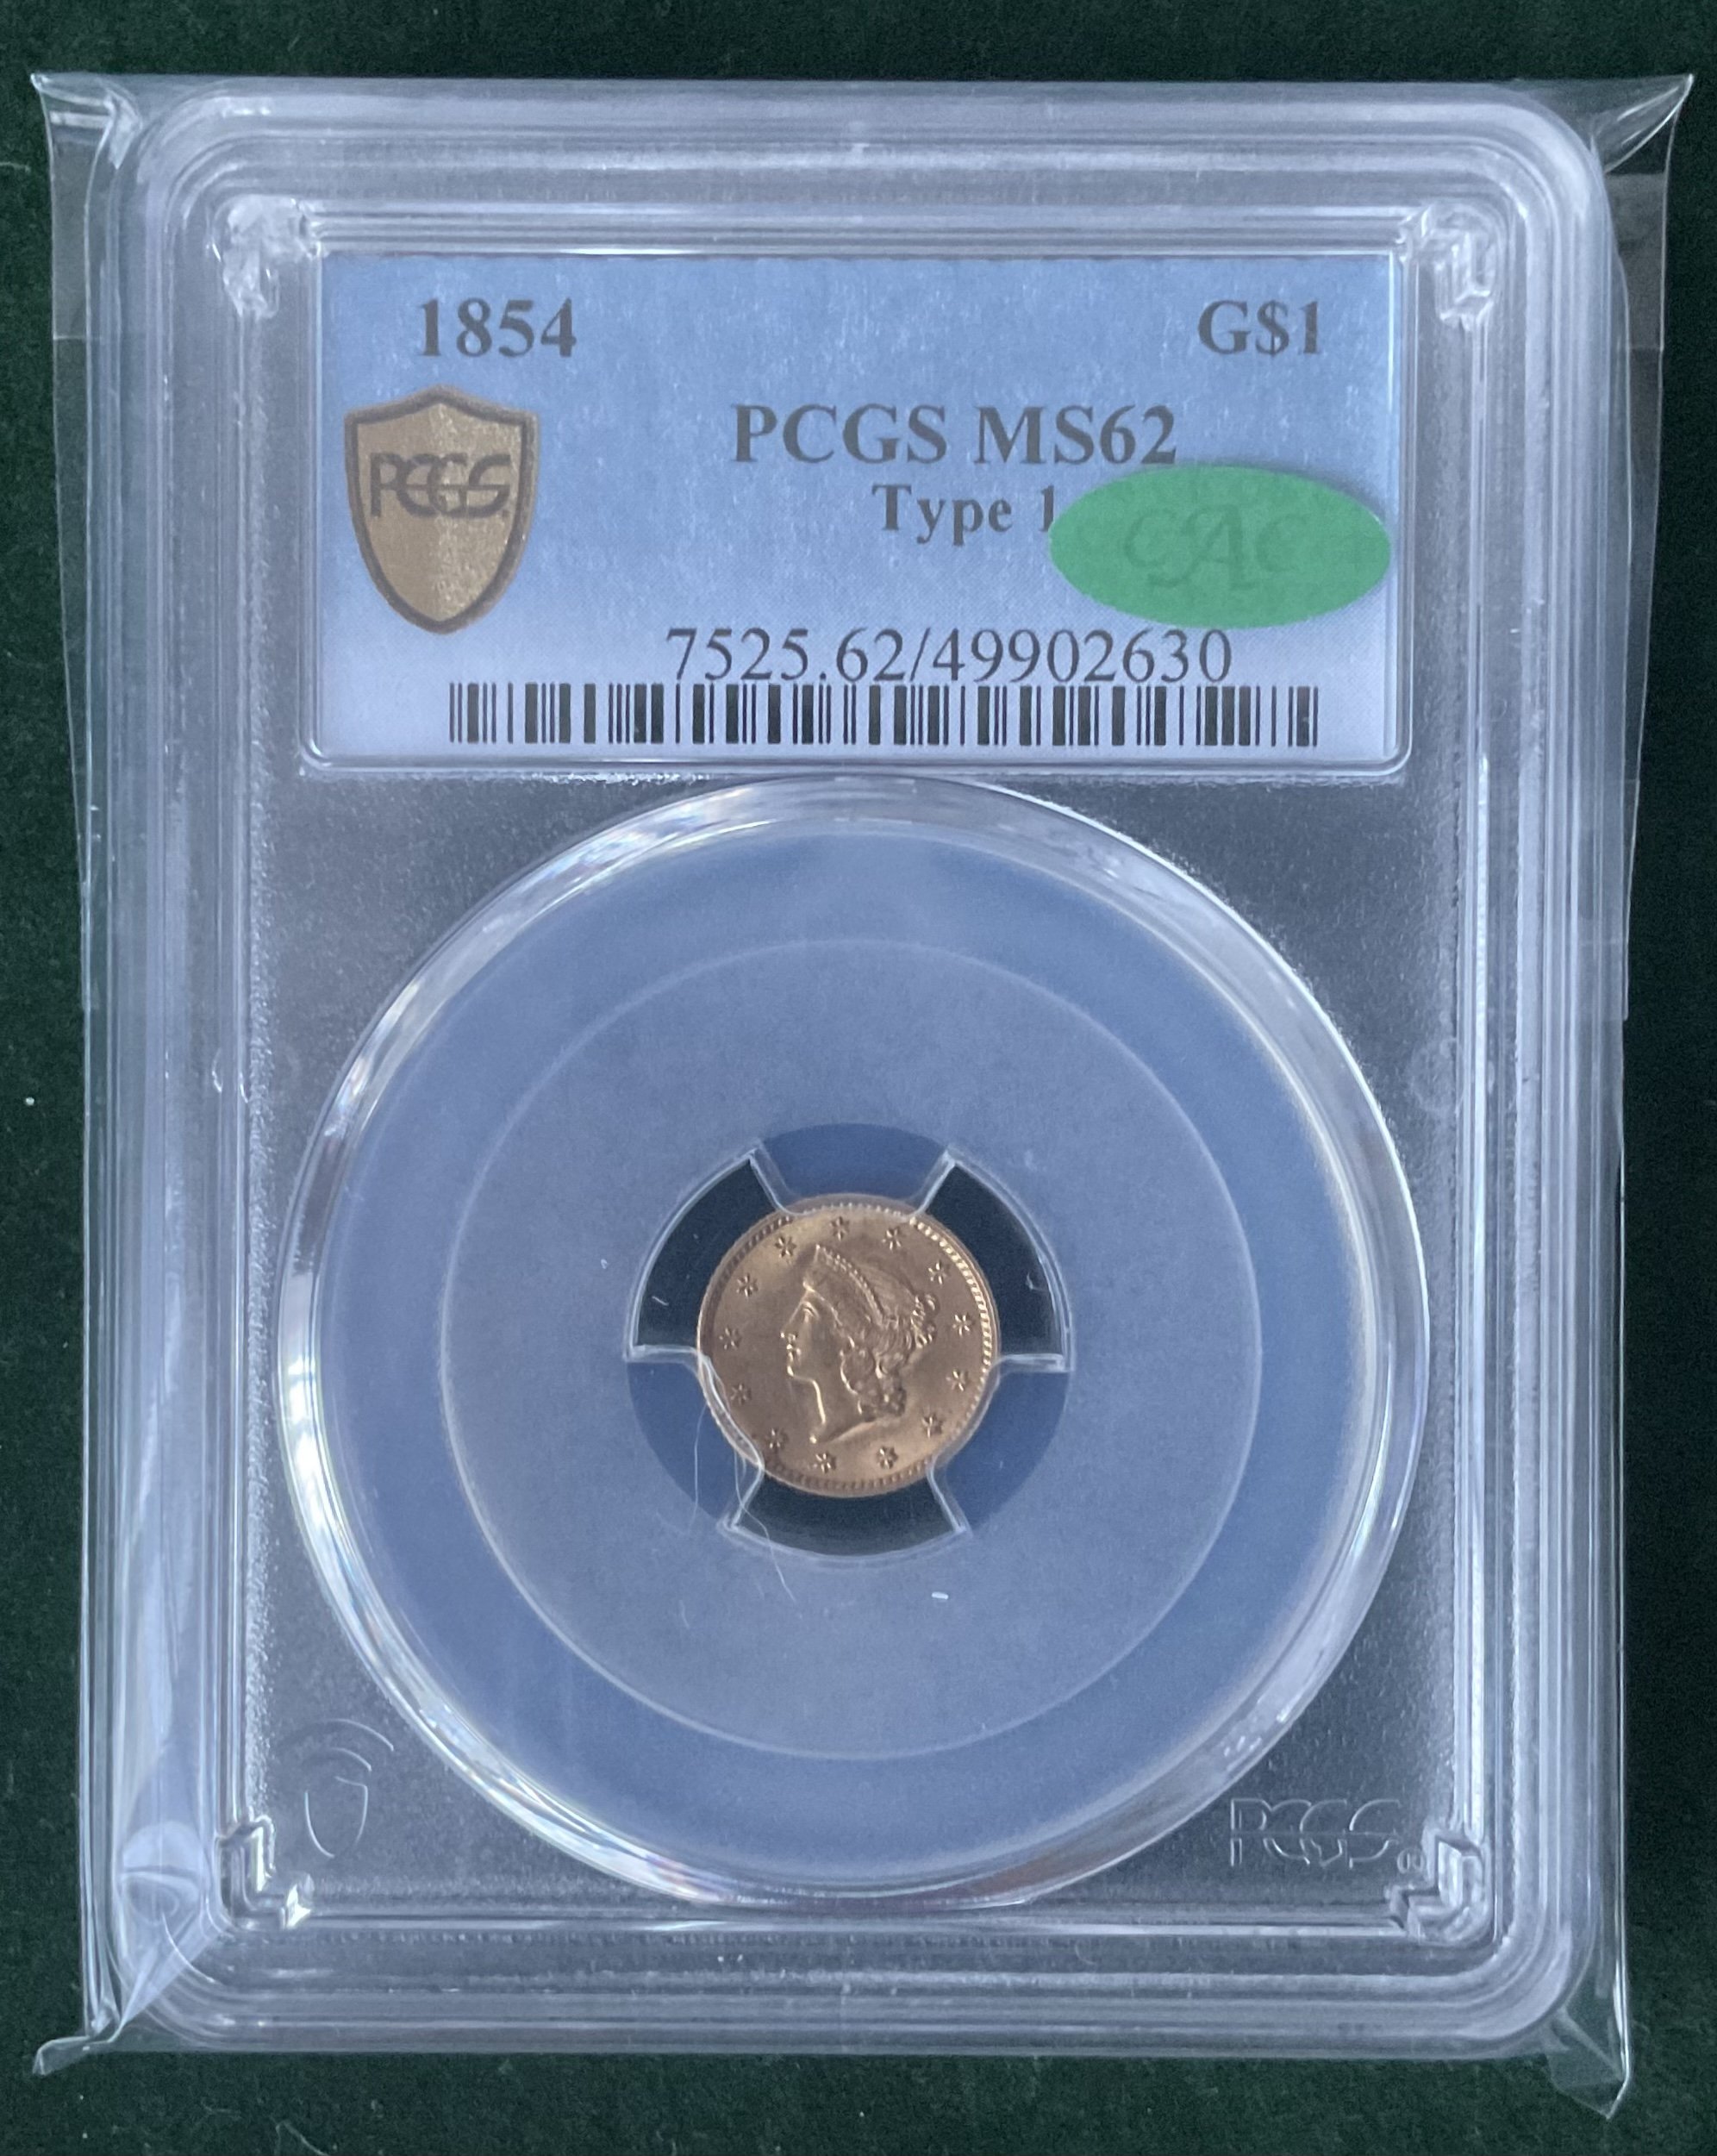 1854 G$1
PCGS MS62
PCGS
Type 1
CAC
7525.62/49902630
PCGS